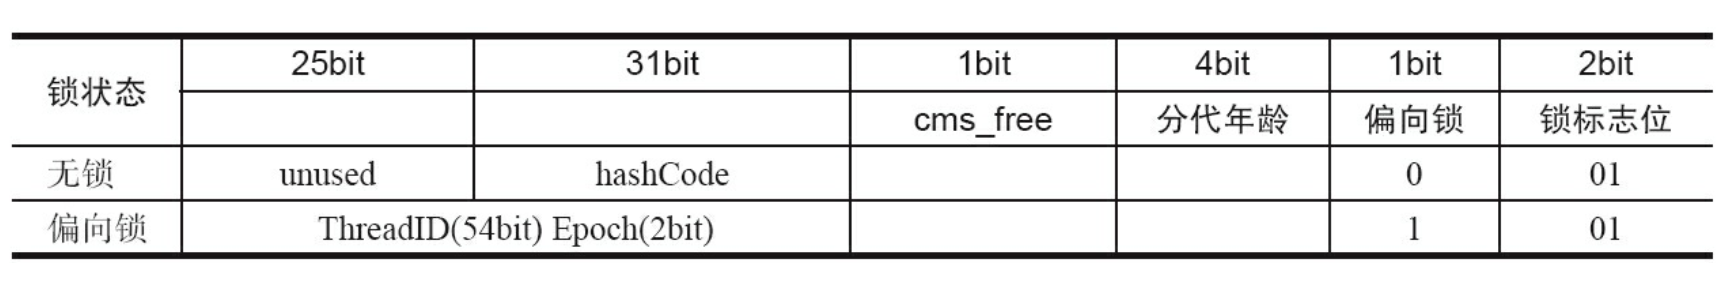 锁状态 25bit 31bit 1bit 4bit 1bit 2bit
cms_free 分代年龄 偏向锁 锁标志位
无锁 unused hashCode 0 01
偏向锁 ThreadID(54bit) Epoch(2bit) 1 01